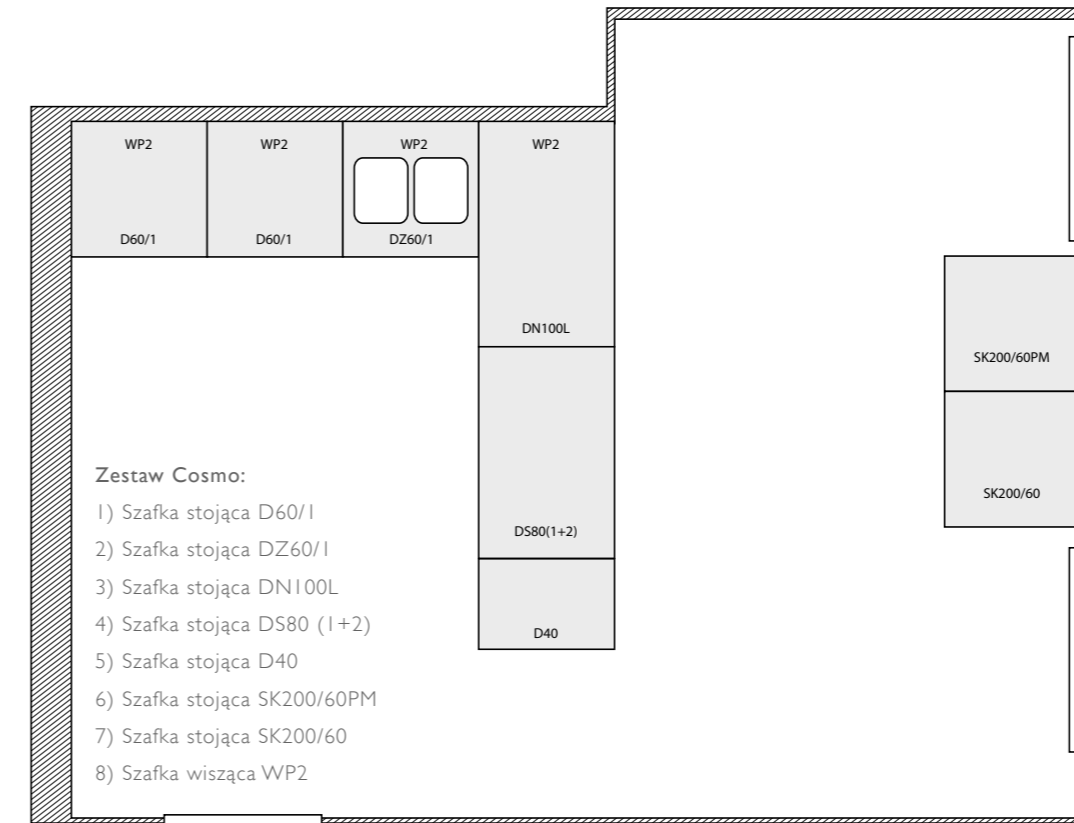 WP2 WP2 WP2 WP2
D60/1 D60/1 DZ60/1
DN100L
SK200/60PM
SK200/60
DS80(1+2)
D40
Zestaw Cosmo:
1) Szafka stojąca D60/1
2) Szafka stojąca DZ60/1
3) Szafka stojąca DN100L
4) Szafka stojąca DS80 (1+2)
5) Szafka stojąca D40
6) Szafka stojąca SK200/60PM
7) Szafka stojąca SK200/60
8) Szafka wisząca WP2